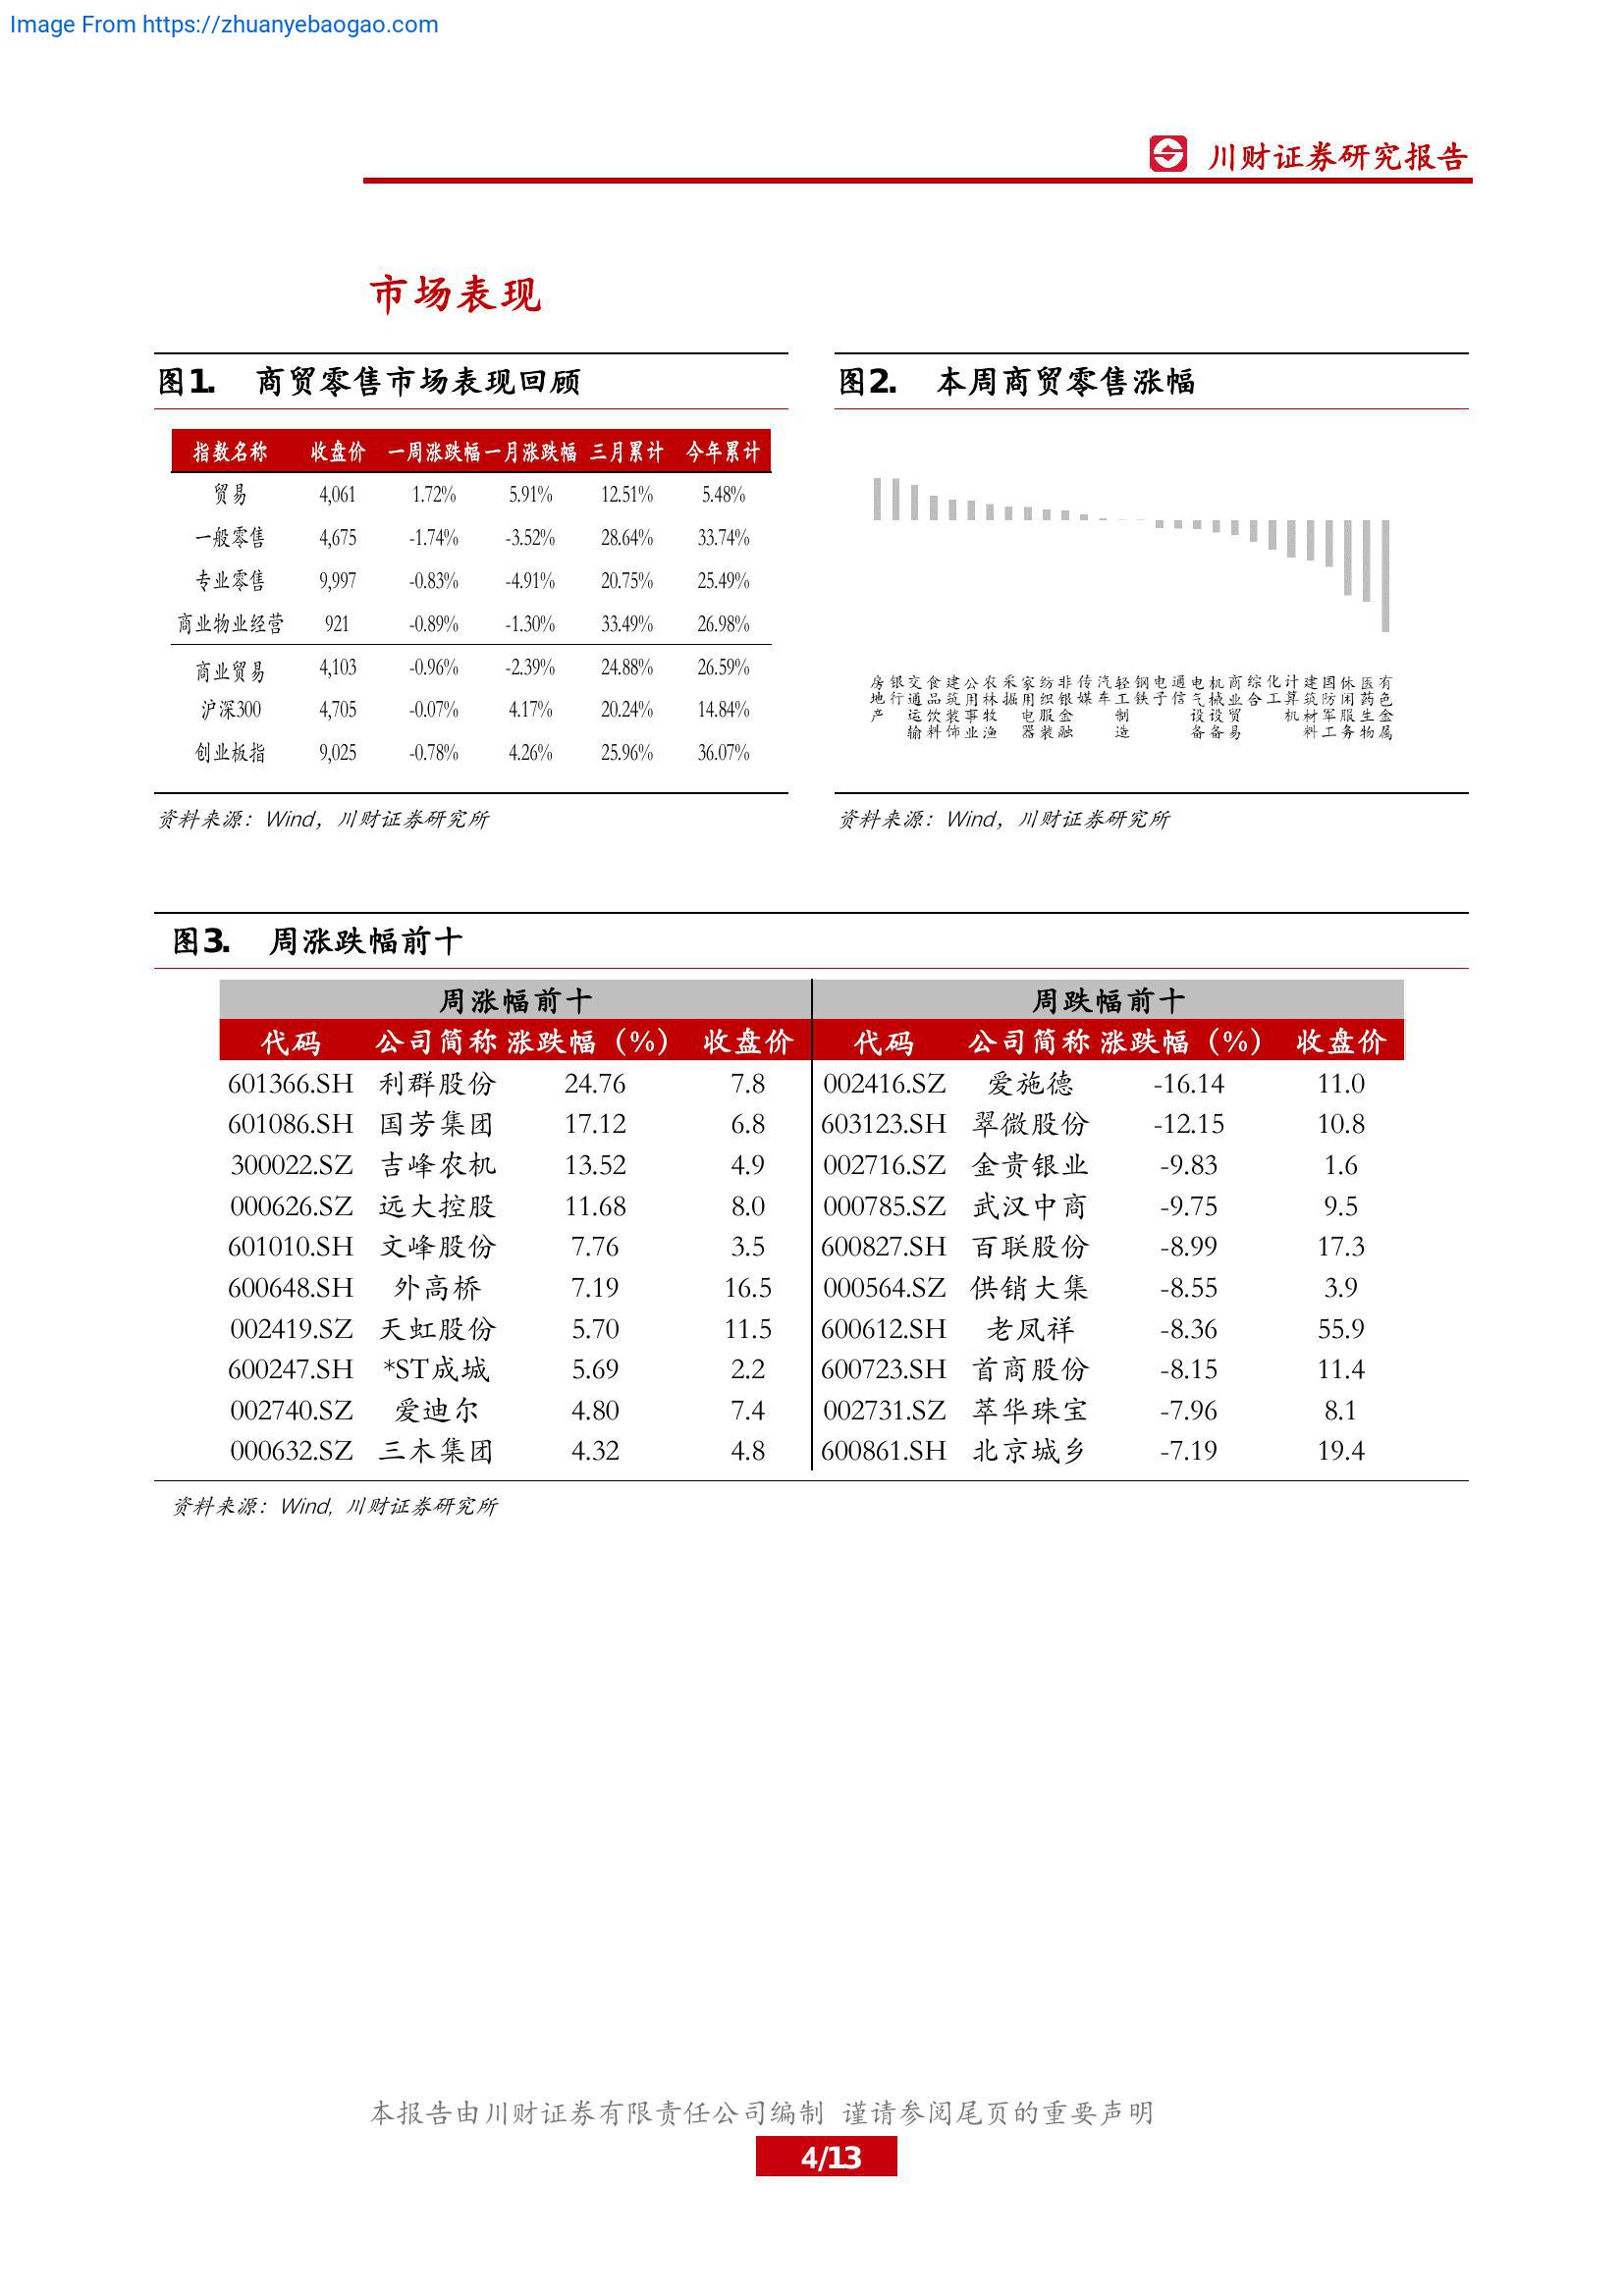 Image From https://zhuanyebaogao.com
川财证券研究报告
市场表现
图1. 商贸零售市场表现回顾
指数名称 收盘价 一周涨跌幅 一月涨跌幅 三月累计 今年累计
贸易 4,061 1.72% 5.91% 12.51% 5.48%
一般零售 4,675 -1.74% -3.52% 28.64% 33.74%
专业零售 9,997 -0.83% -4.91% 20.75% 25.49%
商业物业经营 921 -0.89% -1.30% 33.49% 26.98%
商业贸易 4,103 -0.96% -2.39% 24.88% 26.59%
沪深300 4,705 -0.07% 4.17% 20.24% 14.84%
创业板指 9,025 -0.78% 4.26% 25.96% 36.07%
资料来源：Wind，川财证券研究所
图2. 本周商贸零售涨幅
房地产 银行 交通运输 食品饮料 建筑装饰 公用事业 农林牧渔 采掘 家用电器 纺织服装 非银金融 传媒 汽车 轻工制造 钢铁 电子 通信 电气设备 机械设备 商业贸易 综合 化工 计算机 建筑材料 国防军工 休闲服务 医药生物 有色金属
资料来源：Wind，川财证券研究所
图3. 周涨跌幅前十
周涨幅前十 周跌幅前十
代码 公司简称 涨跌幅（%） 收盘价 代码 公司简称 涨跌幅（%） 收盘价
601366.SH 利群股份 24.76 7.8 002416.SZ 爱施德 -16.14 11.0
601086.SH 国芳集团 17.12 6.8 603123.SH 翠微股份 -12.15 10.8
300022.SZ 吉峰农机 13.52 4.9 002716.SZ 金贵银业 -9.83 1.6
000626.SZ 远大控股 11.68 8.0 000785.SZ 武汉中商 -9.75 9.5
601010.SH 文峰股份 7.76 3.5 600827.SH 百联股份 -8.99 17.3
600648.SH 外高桥 7.19 16.5 000564.SZ 供销大集 -8.55 3.9
002419.SZ 天虹股份 5.70 11.5 600612.SH 老凤祥 -8.36 55.9
600247.SH *ST成城 5.69 2.2 600723.SH 首商股份 -8.15 11.4
002740.SZ 爱迪尔 4.80 7.4 002731.SZ 萃华珠宝 -7.96 8.1
000632.SZ 三木集团 4.32 4.8 600861.SH 北京城乡 -7.19 19.4
资料来源：Wind, 川财证券研究所
本报告由川财证券有限责任公司编制 谨请参阅尾页的重要声明
4/13